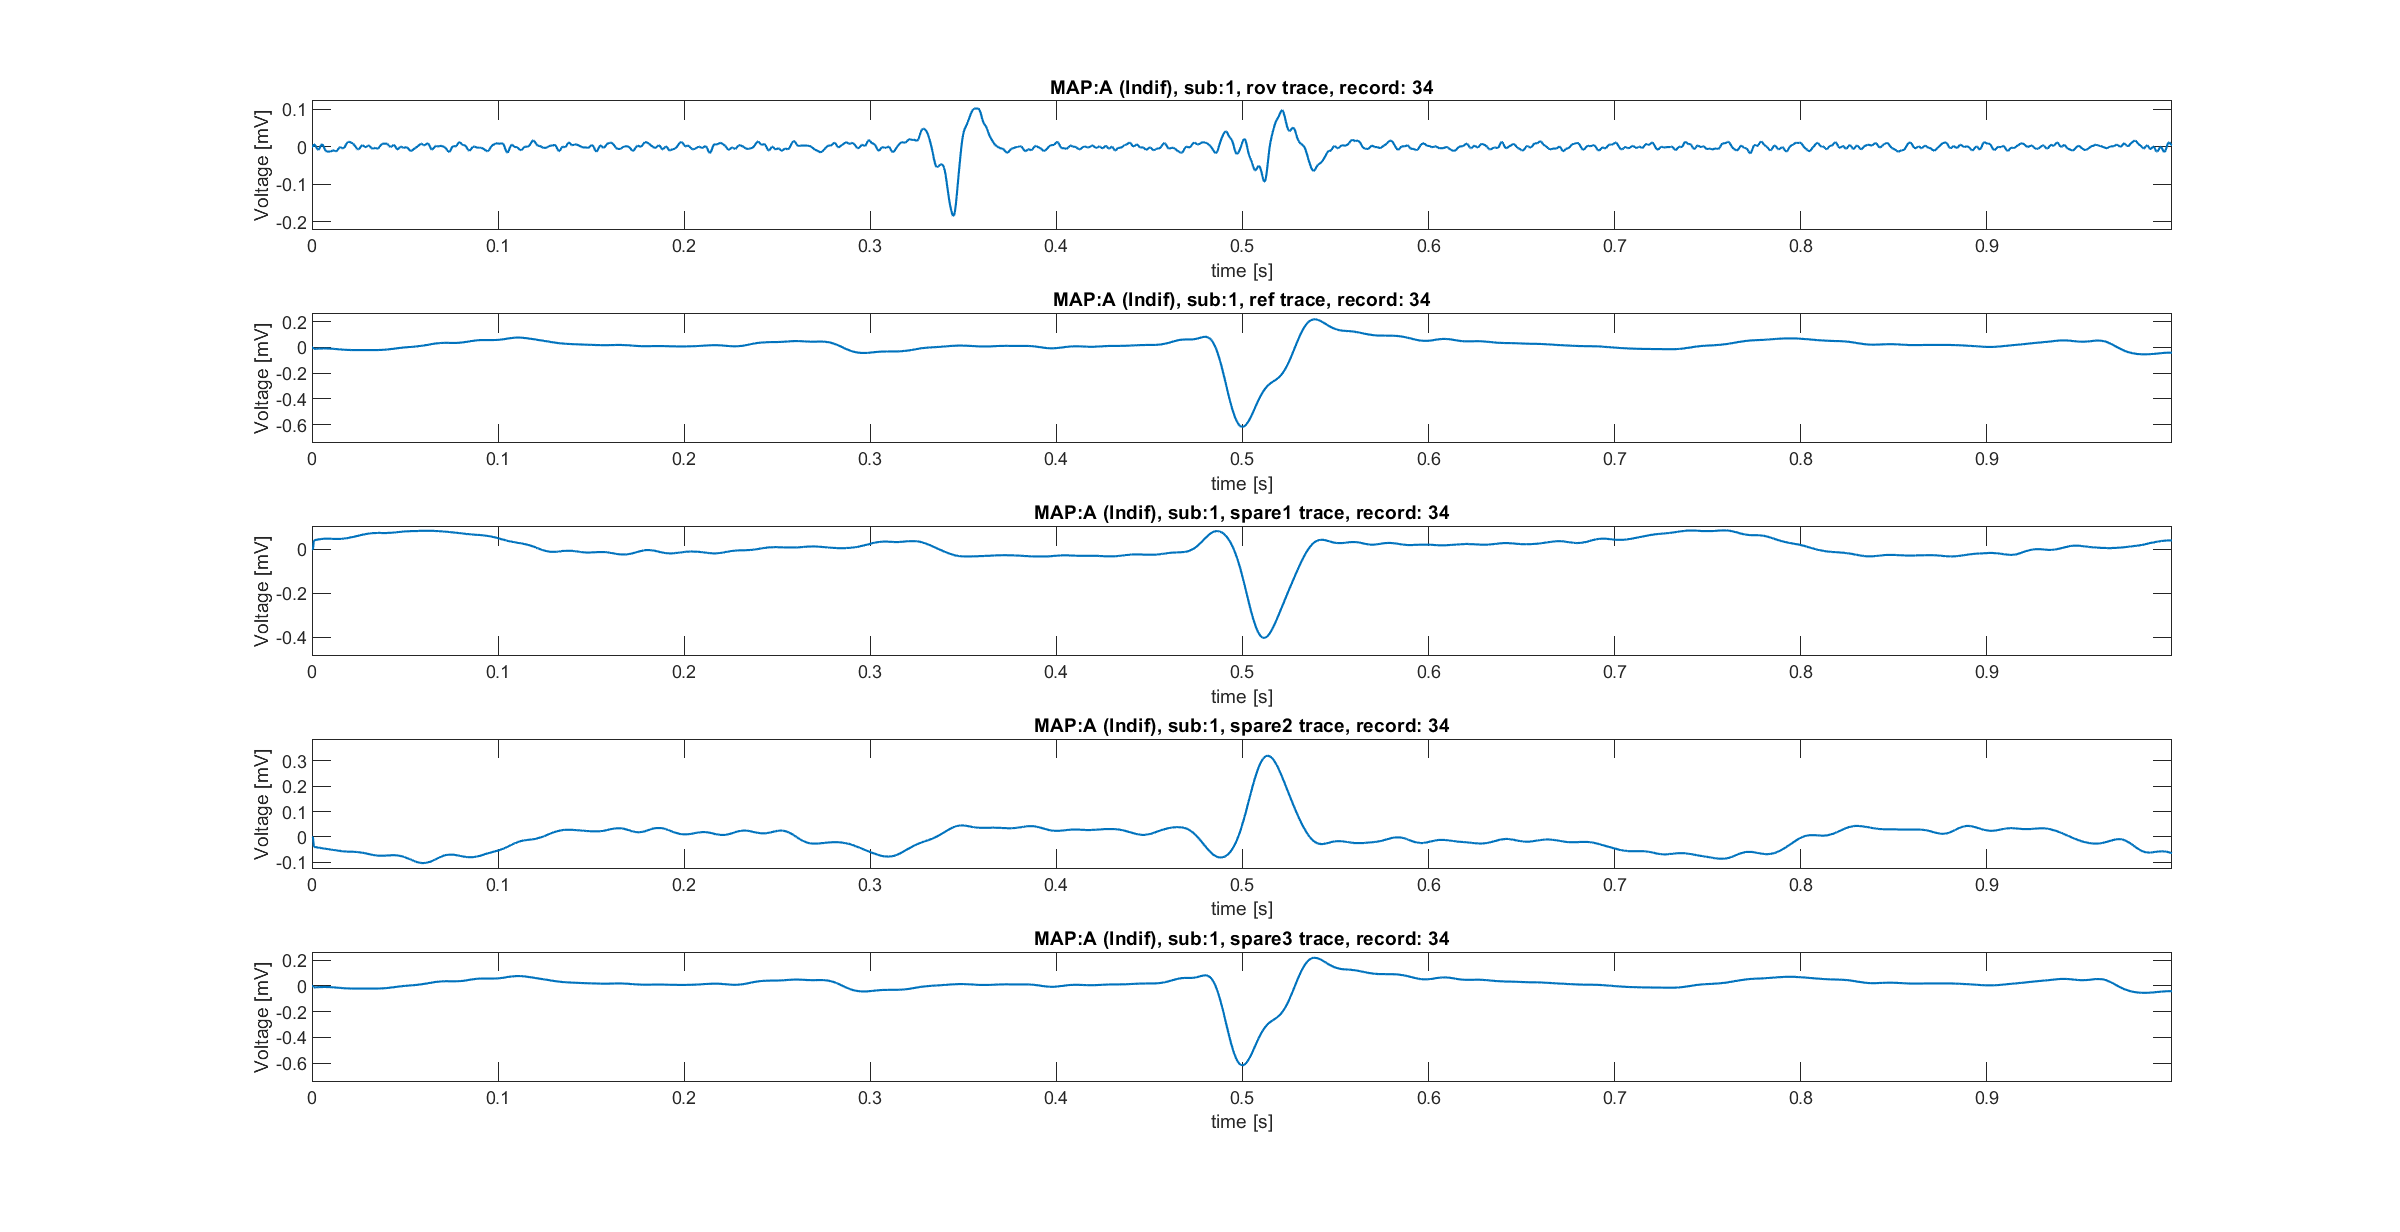 MAP:A (Indif), sub:1, rov trace, record: 34
Voltage [mV]
0.1
0
-0.1
-0.2
0 0.1 0.2 0.3 0.4 0.5 0.6 0.7 0.8 0.9
time [s]
MAP:A (Indif), sub:1, ref trace, record: 34
Voltage [mV]
0.2
0
-0.2
-0.4
-0.6
0 0.1 0.2 0.3 0.4 0.5 0.6 0.7 0.8 0.9
time [s]
MAP:A (Indif), sub:1, spare1 trace, record: 34
Voltage [mV]
0
-0.2
-0.4
0 0.1 0.2 0.3 0.4 0.5 0.6 0.7 0.8 0.9
time [s]
MAP:A (Indif), sub:1, spare2 trace, record: 34
Voltage [mV]
0.3
0.2
0.1
0
-0.1
0 0.1 0.2 0.3 0.4 0.5 0.6 0.7 0.8 0.9
time [s]
MAP:A (Indif), sub:1, spare3 trace, record: 34
Voltage [mV]
0.2
0
-0.2
-0.4
-0.6
0 0.1 0.2 0.3 0.4 0.5 0.6 0.7 0.8 0.9
time [s]